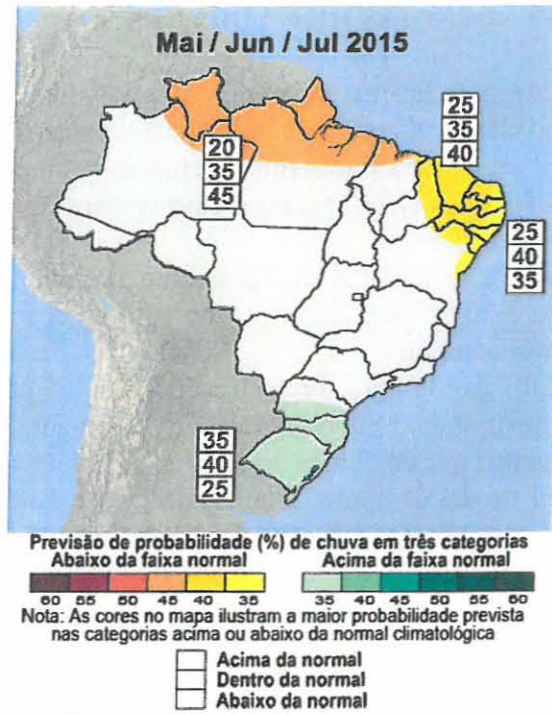 Mai / Jun / Jul 2015
25
35
40
20
35
45
25
40
35
35
40
25
Previsão de probabilidade (%) de chuva em três categorias
Abaixo da faixa normal Acima da faixa normal
60 55 50 45 40 35 35 40 45 50 55 60
Nota: As cores no mapa ilustram a maior probabilidade prevista
nas categorias acima ou abaixo da normal climatológica
Acima da normal
Dentro da normal
Abaixo da normal